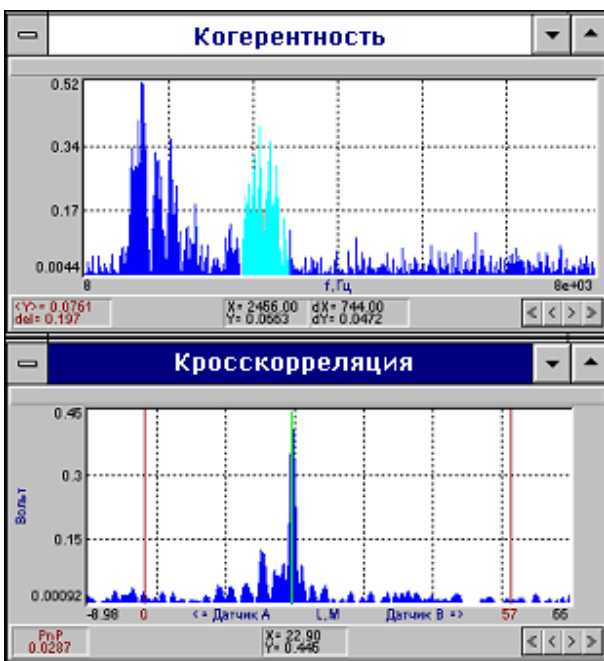 Когерентность
0.52
0.34
0.17
0.0044
8 f,Гц 8e+03
<Y>= 0.0761 X= 2456.00 dX= 744.00
del= 0.197 Y= 0.0553 dY= 0.0472
Кросскорреляция
0.45
0.3
0.15
0.00092
Вольт
-8.98 0 <= Датчик A L,М Датчик B => 57 66
РпР X= 22.90
0.0287 Y= 0.446